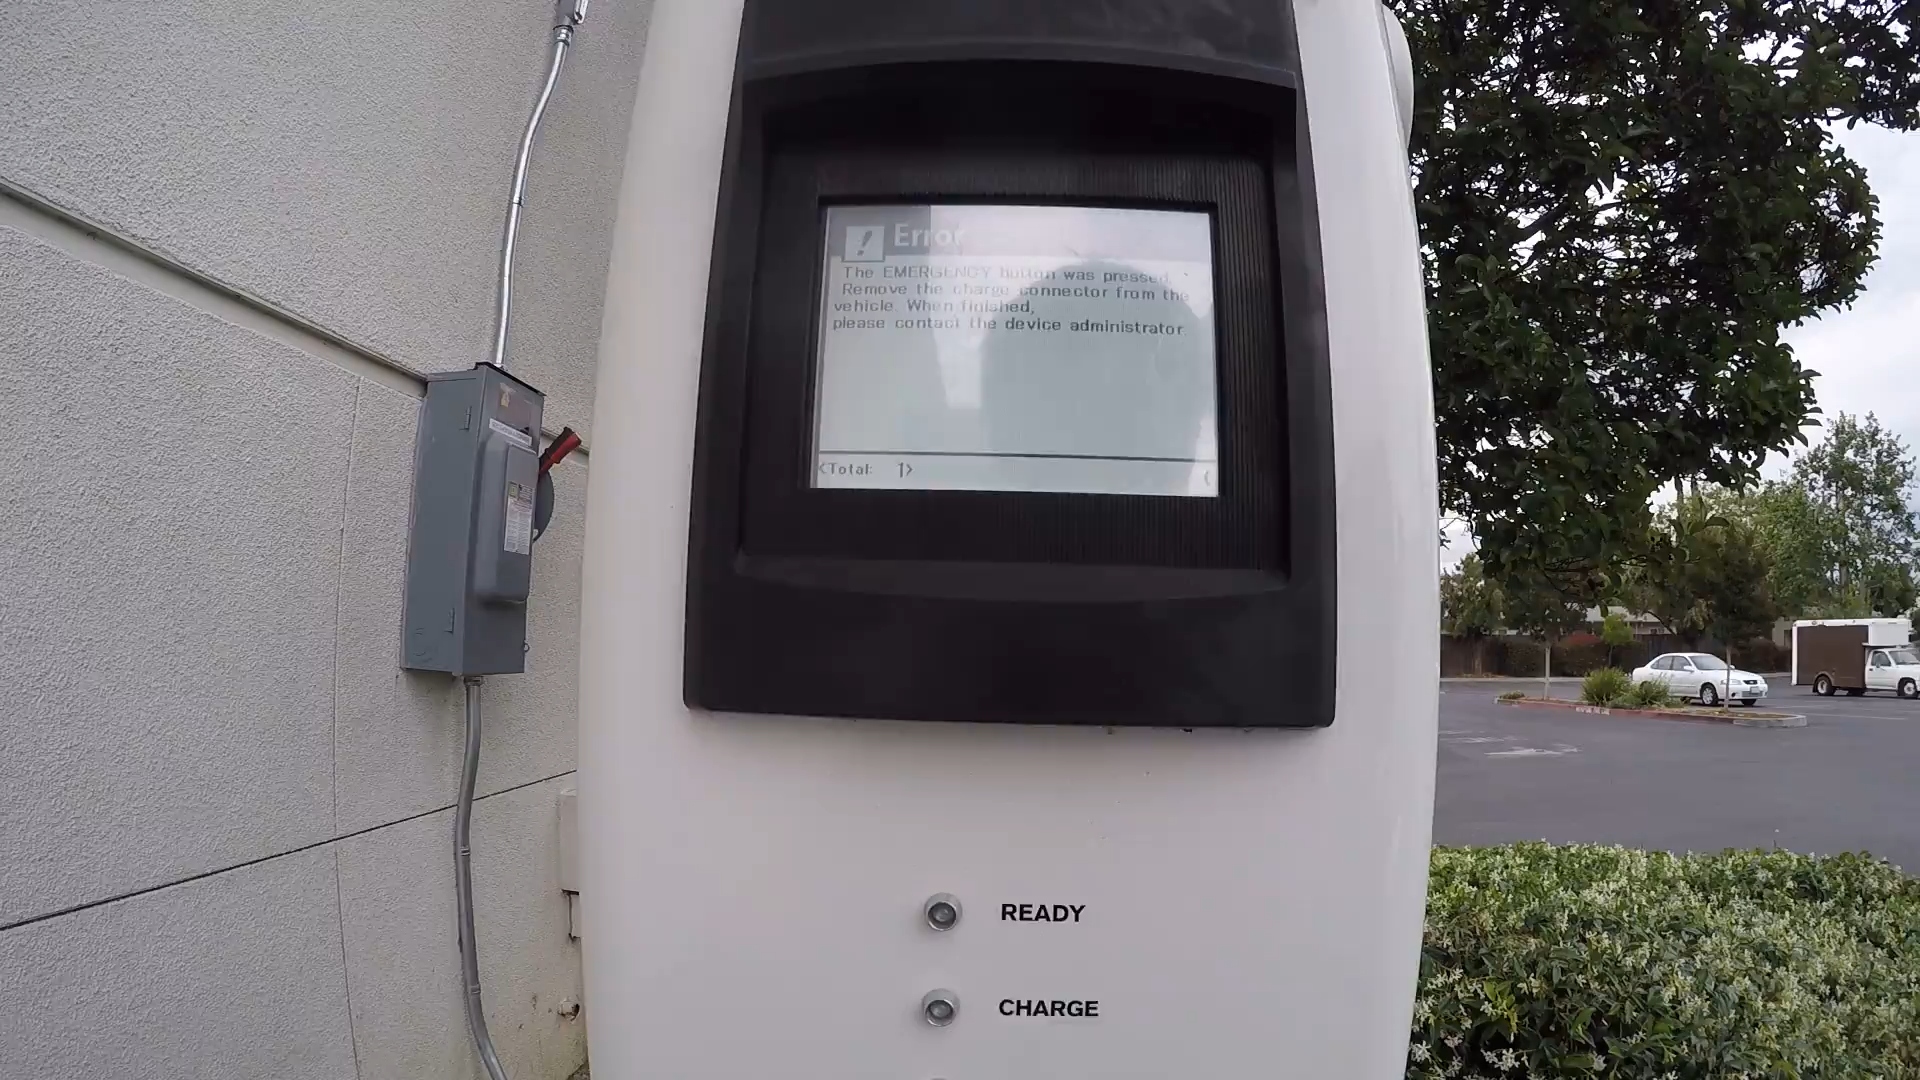 Error
The EMERGENCY button was pressed.
Remove the charge connector from the
vehicle. When finished,
please contact the device administrator.
<Total: 1>
READY
CHARGE